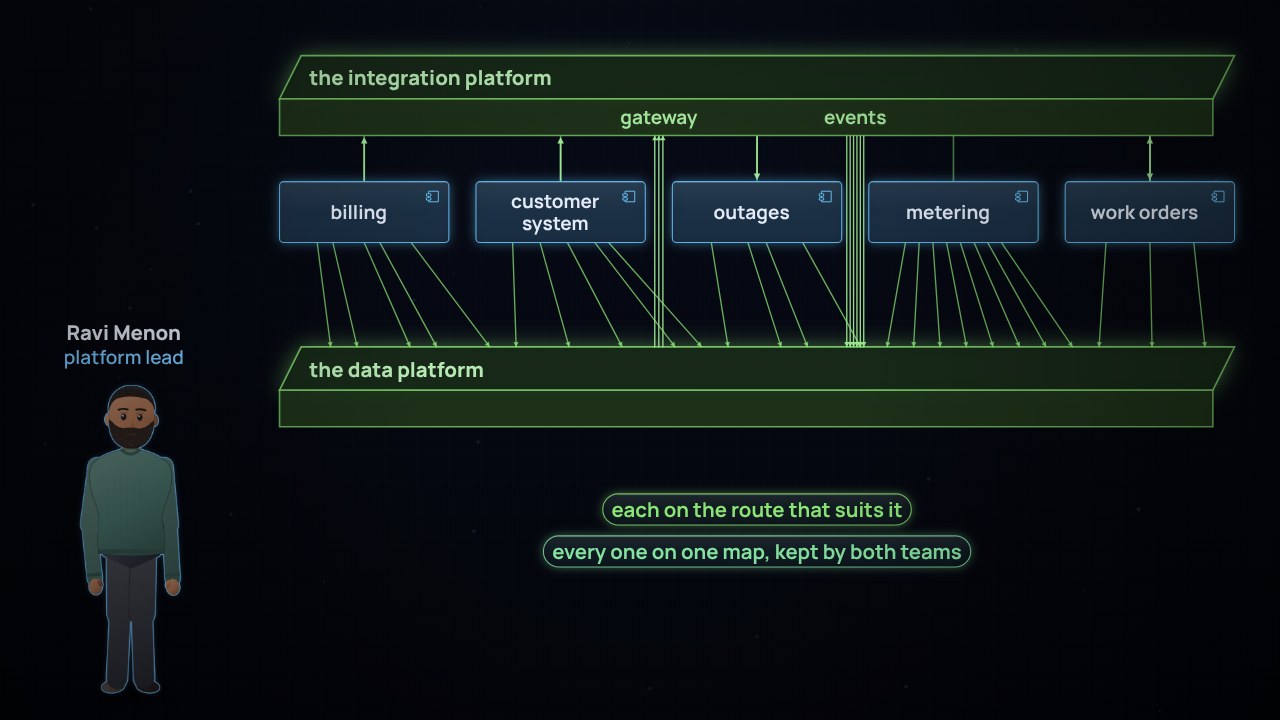 the integration platform
gateway
events
billing
customer
system
outages
metering
work orders
Ravi Menon
platform lead
the data platform
each on the route that suits it
every one on one map, kept by both teams